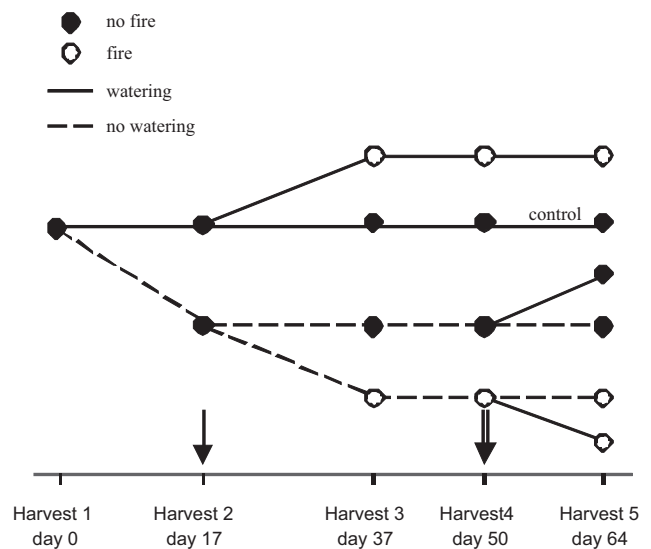 no fire
fire
watering
no watering
control
Harvest 1 Harvest 2 Harvest 3 Harvest4 Harvest 5
day 0 day 17 day 37 day 50 day 64